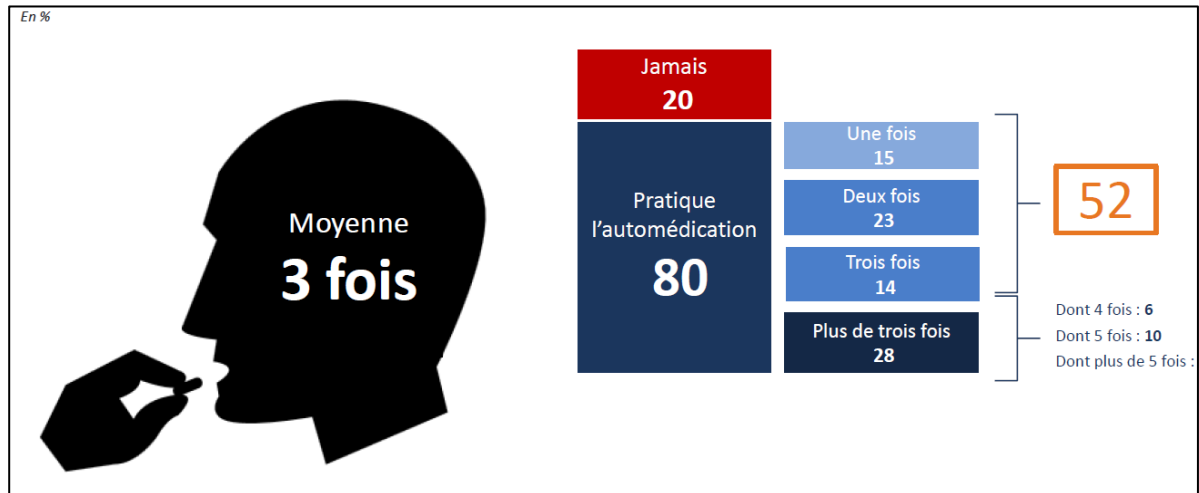 En %
Moyenne
3 fois
Jamais
20
Pratique
l'automédication
80
Une fois
15
Deux fois
23
Trois fois
14
Plus de trois fois
28
52
Dont 4 fois : 6
Dont 5 fois : 10
Dont plus de 5 fois :